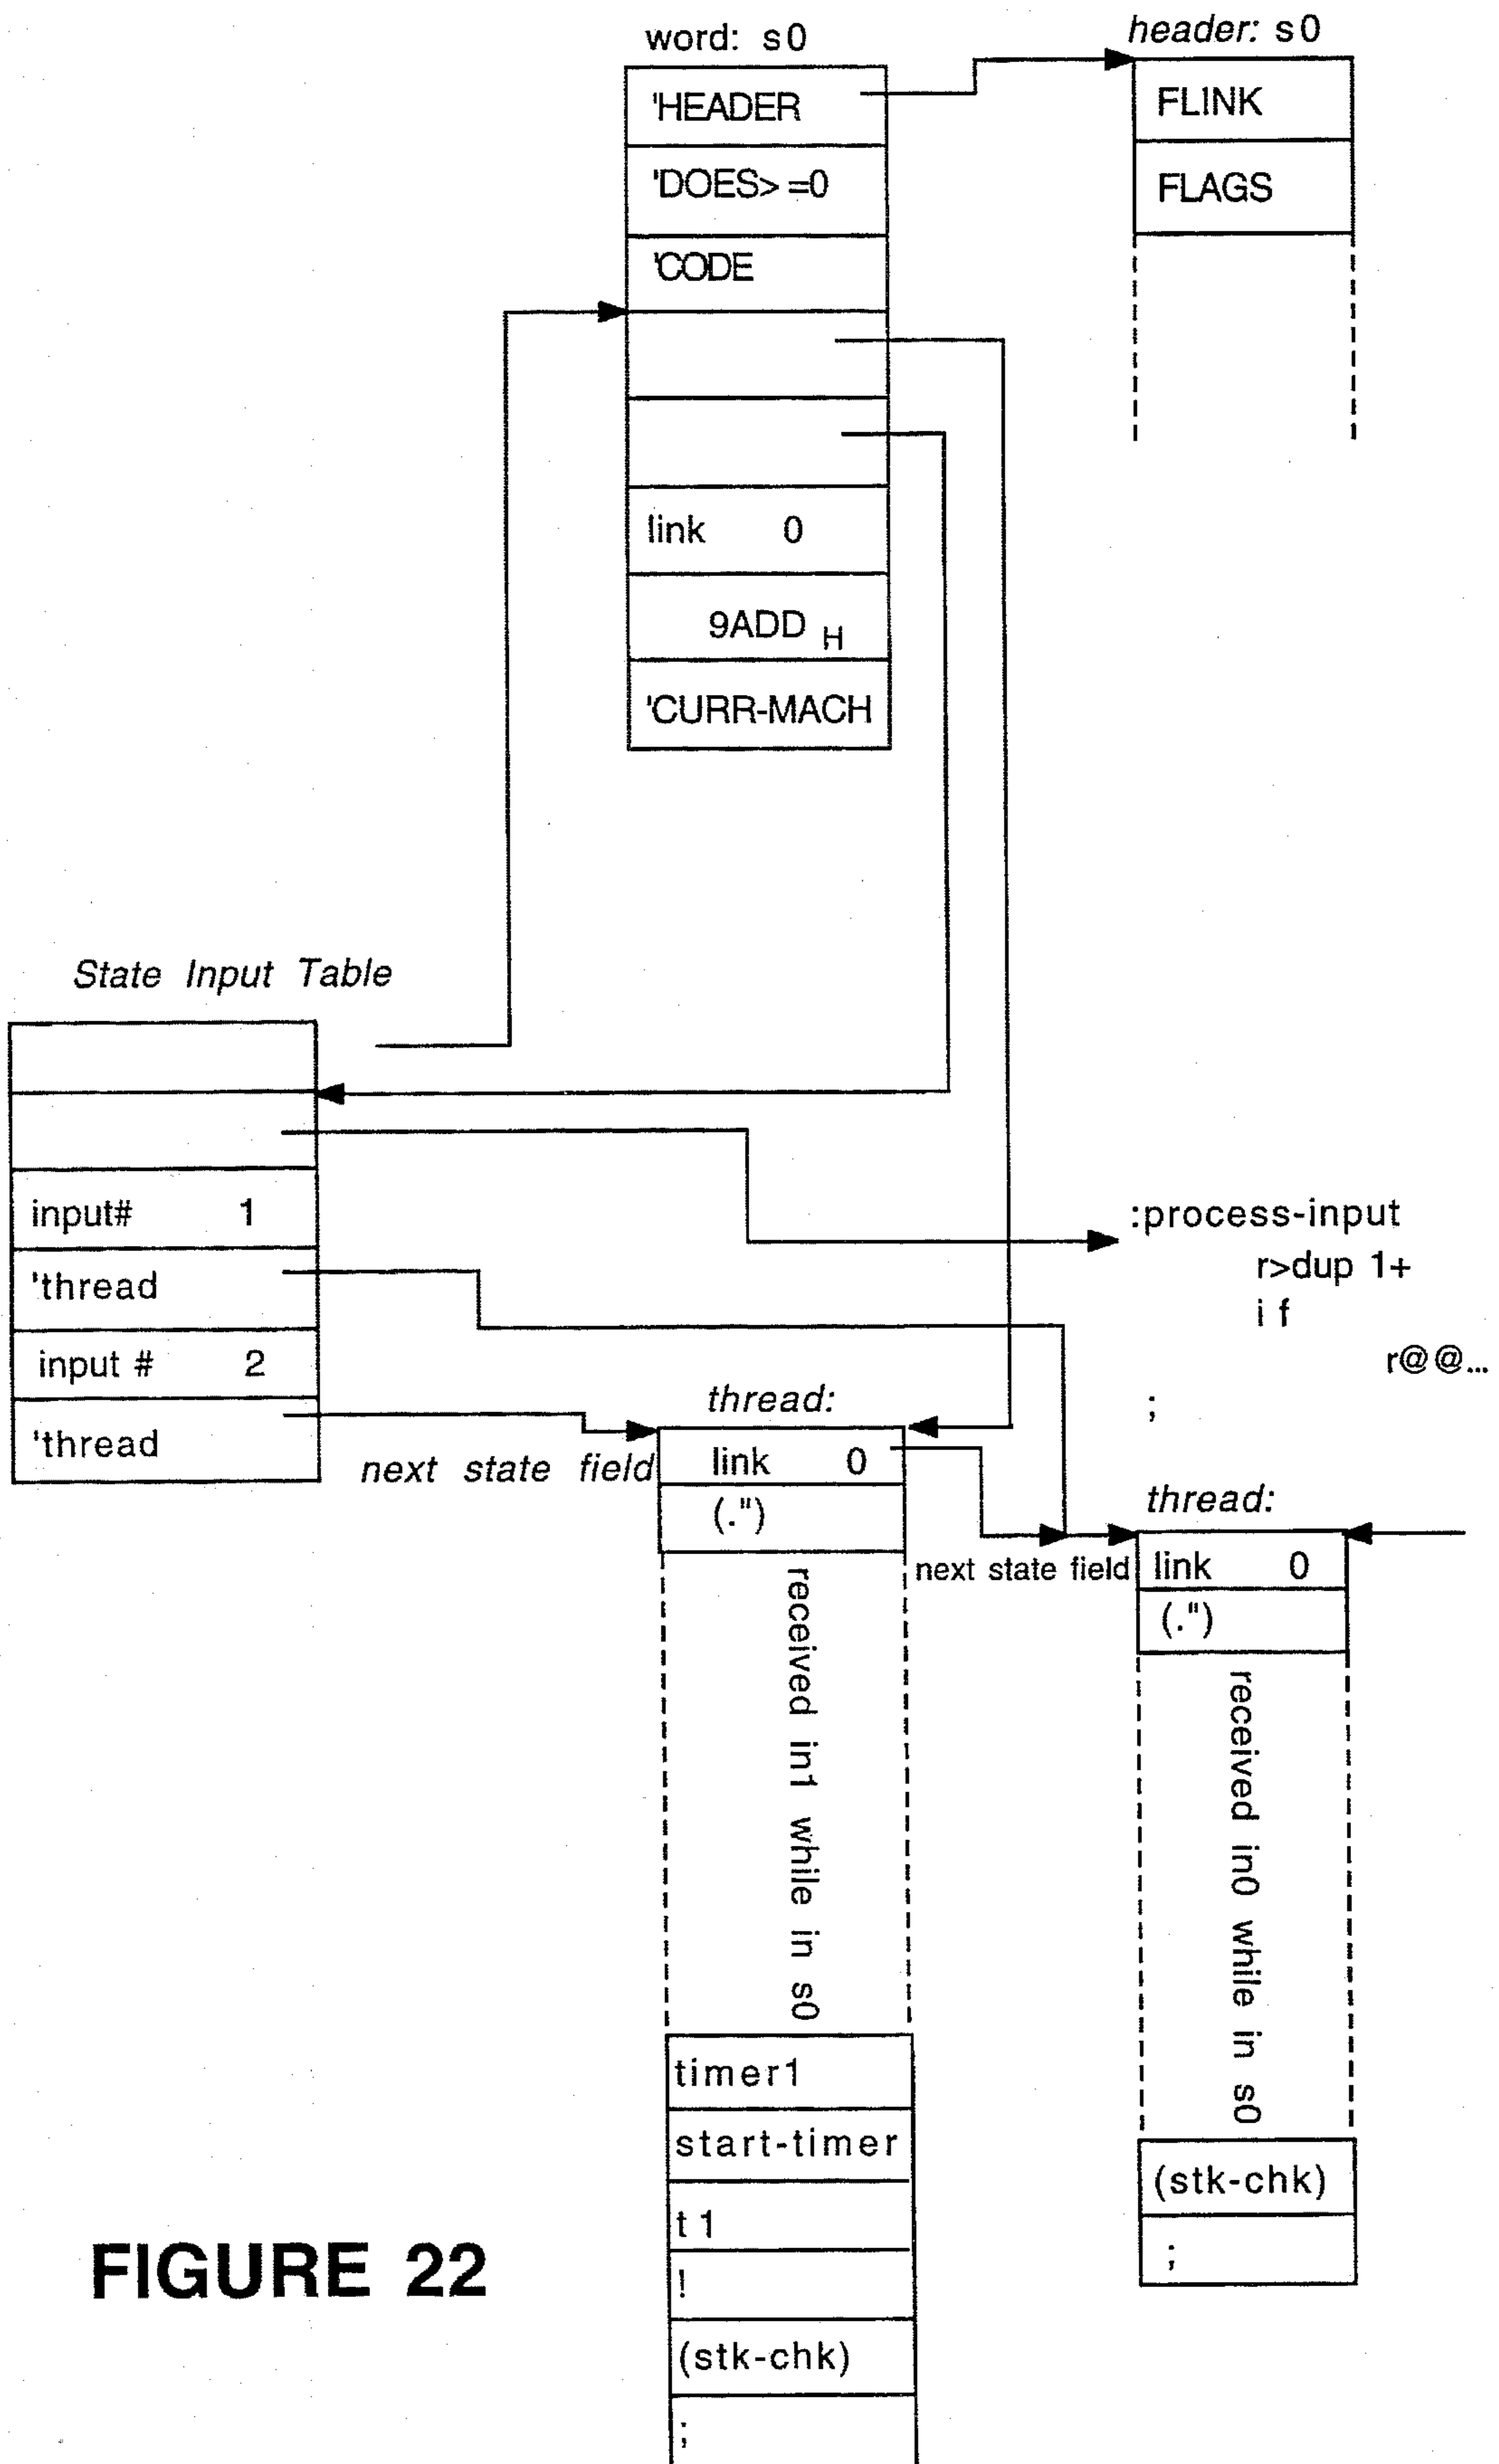 word: s0
'HEADER
'DOES> =0
'CODE
link 0
9ADD H
'CURR-MACH
header: s0
FLINK
FLAGS
State Input Table
input# 1
'thread
input # 2
'thread
:process-input
r>dup 1+
if
r@@...
;
thread:
next state field
link 0
(.")
received in1 while in s0
timer1
start-timer
t1
!
(stk-chk)
;
thread:
next state field
link 0
(.")
received in0 while in s0
(stk-chk)
;
FIGURE 22